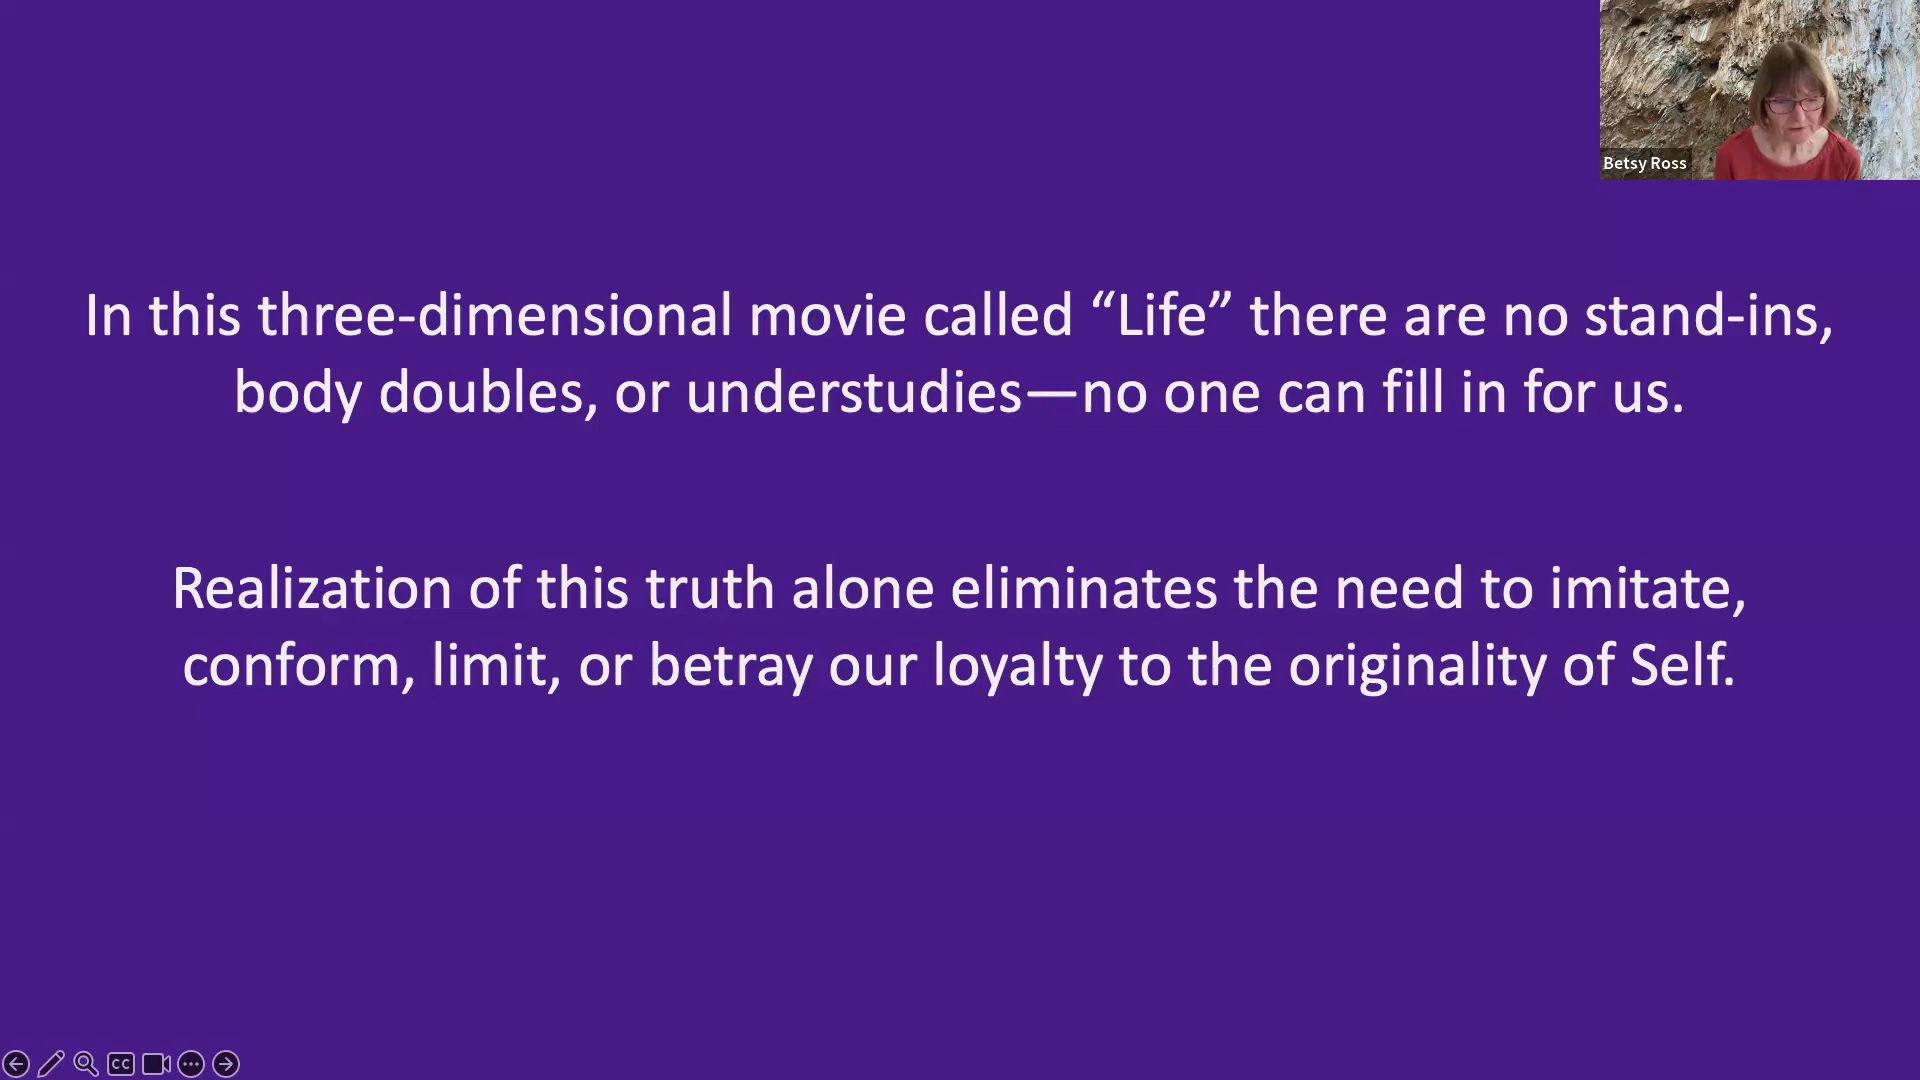 Betsy Ross
In this three-dimensional movie called “Life” there are no stand-ins,
body doubles, or understudies—no one can fill in for us.
Realization of this truth alone eliminates the need to imitate,
conform, limit, or betray our loyalty to the originality of Self.
CC